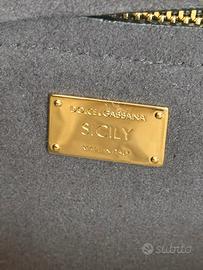 DOLCE & GABBANA
SICILY
MADE IN ITALY
subito